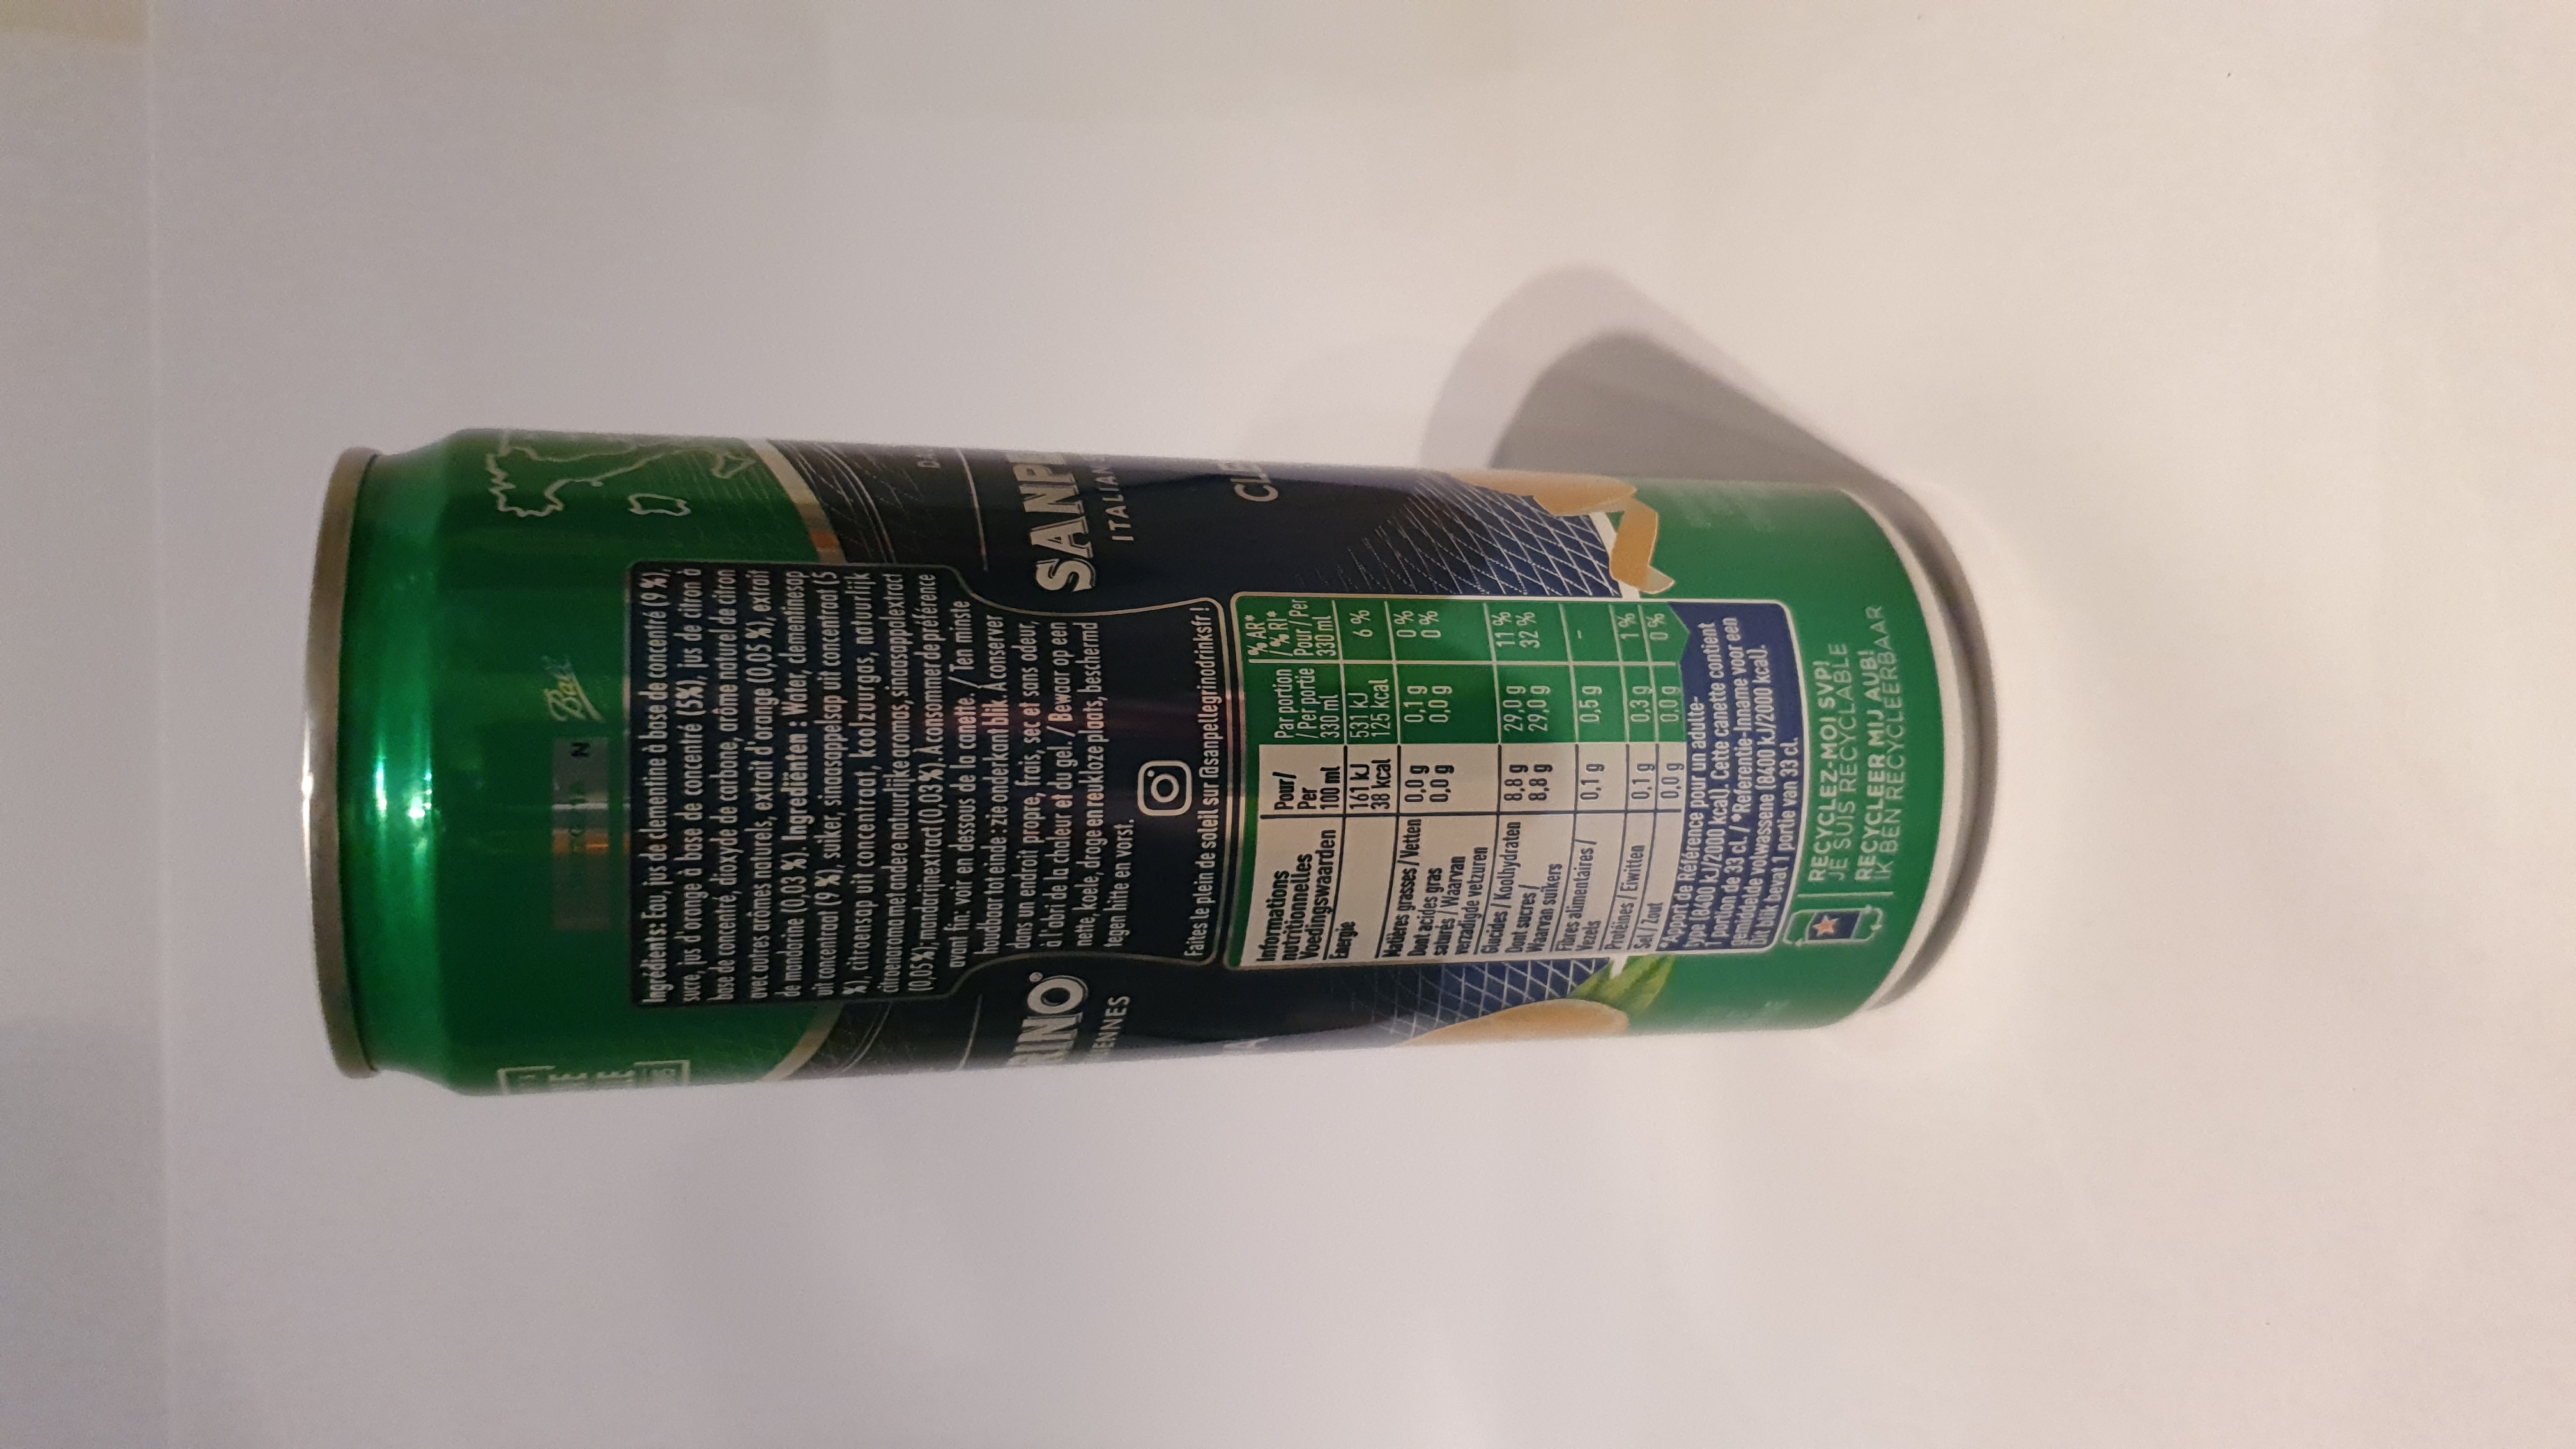 N
Ball
Ingrédients: Eau, jus de clementine à base de concentré (9 %),
sucre, jus d'orange à base de concentré (5%), jus de citron à
base de concentré, dioxyde de carbone, arôme naturel de citron
avec autres arômes naturels, extrait d'orange (0,05 %), extrait
de mandarine (0,03 %). Ingrediënten : Water, clementinesap
uit concentraat (9 %), suiker, sinaasappelsap uit concentraat (5
%), citroensap uit concentraat, koolzuurgas, natuurlijk
citroenaroma met andere natuurlijke aromas, sinaasappalextract
(0,05%); mandarijnextract (0,03%). À consommer de préférence
avant fin: voir en dessous de la canette. / Ten minste
houdbaar tot einde : zie onderkant blik. À conserver
dans un endroit propre, frais, sec et sans odeur,
à l'abri de la chaleur et du gel. / Bewaar op een
nette, koele, droge en reukloze plaats, beschermd
tegen hitte en vorst.
Faites le plein de soleil sur @sanpellegrinodrinksfr !
RINO®
IENNES
A
SANPE
ITALIAN
CLE
DA
Informations nutritionnelles Voedingswaarden Pour/ Per 100 ml Par portion / Per portie 330 ml % AR* / % RI* Pour / Per 330 ml
Energie 161 kJ 531 kJ 6 %
38 kcal 125 kcal
Matières grasses / Vetten 0,0 g 0,1 g 0 %
Dont acides gras saturés / Waarvan verzadigde vetzuren 0,0 g 0,0 g 0 %
Glucides / Koolhydraten 8,8 g 29,0 g 11 %
Dont sucres / Waarvan suikers 8,8 g 29,0 g 32 %
Fibres alimentaires / Vezels 0,1 g 0,5 g -
Protéines / Eiwitten 0,1 g 0,3 g 1 %
Sel / Zout 0,0 g 0,0 g 0 %
*Apport de Référence pour un adulte-
type (8400 kJ/2000 kcal). Cette canette contient
1 portion de 33 cl. / *Referentie-Inname voor een
gemiddelde volwassene (8400 kJ/2000 kcal).
Dit blik bevat 1 portie van 33 cl.
RECYCLEZ-MOI SVP!
JE SUIS RECYCLABLE
RECYCLEER MIJ AUB!
IK BEN RECYCLEERBAAR